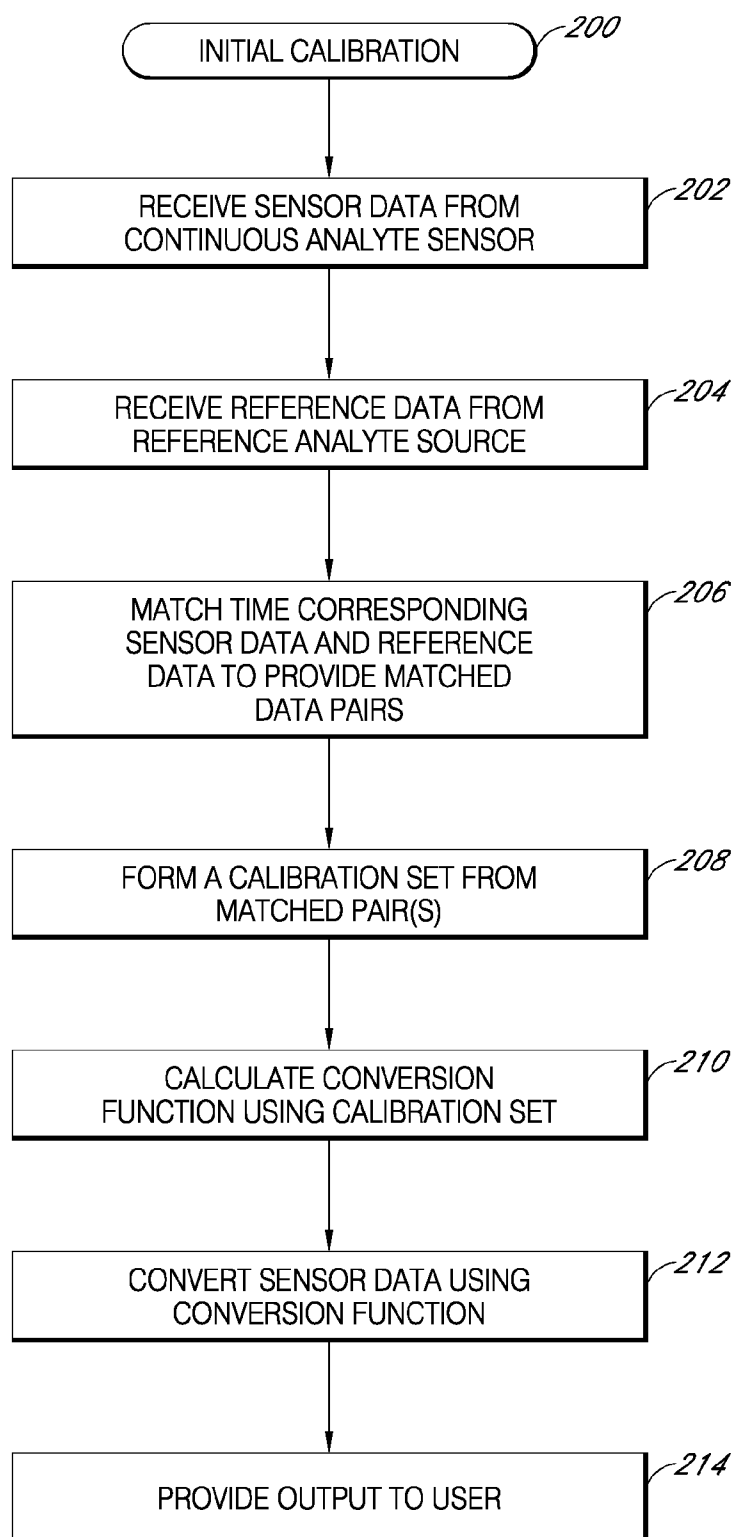 INITIAL CALIBRATION
200
RECEIVE SENSOR DATA FROM
CONTINUOUS ANALYTE SENSOR
202
RECEIVE REFERENCE DATA FROM
REFERENCE ANALYTE SOURCE
204
MATCH TIME CORRESPONDING
SENSOR DATA AND REFERENCE
DATA TO PROVIDE MATCHED
DATA PAIRS
206
FORM A CALIBRATION SET FROM
MATCHED PAIR(S)
208
CALCULATE CONVERSION
FUNCTION USING CALIBRATION SET
210
CONVERT SENSOR DATA USING
CONVERSION FUNCTION
212
PROVIDE OUTPUT TO USER
214